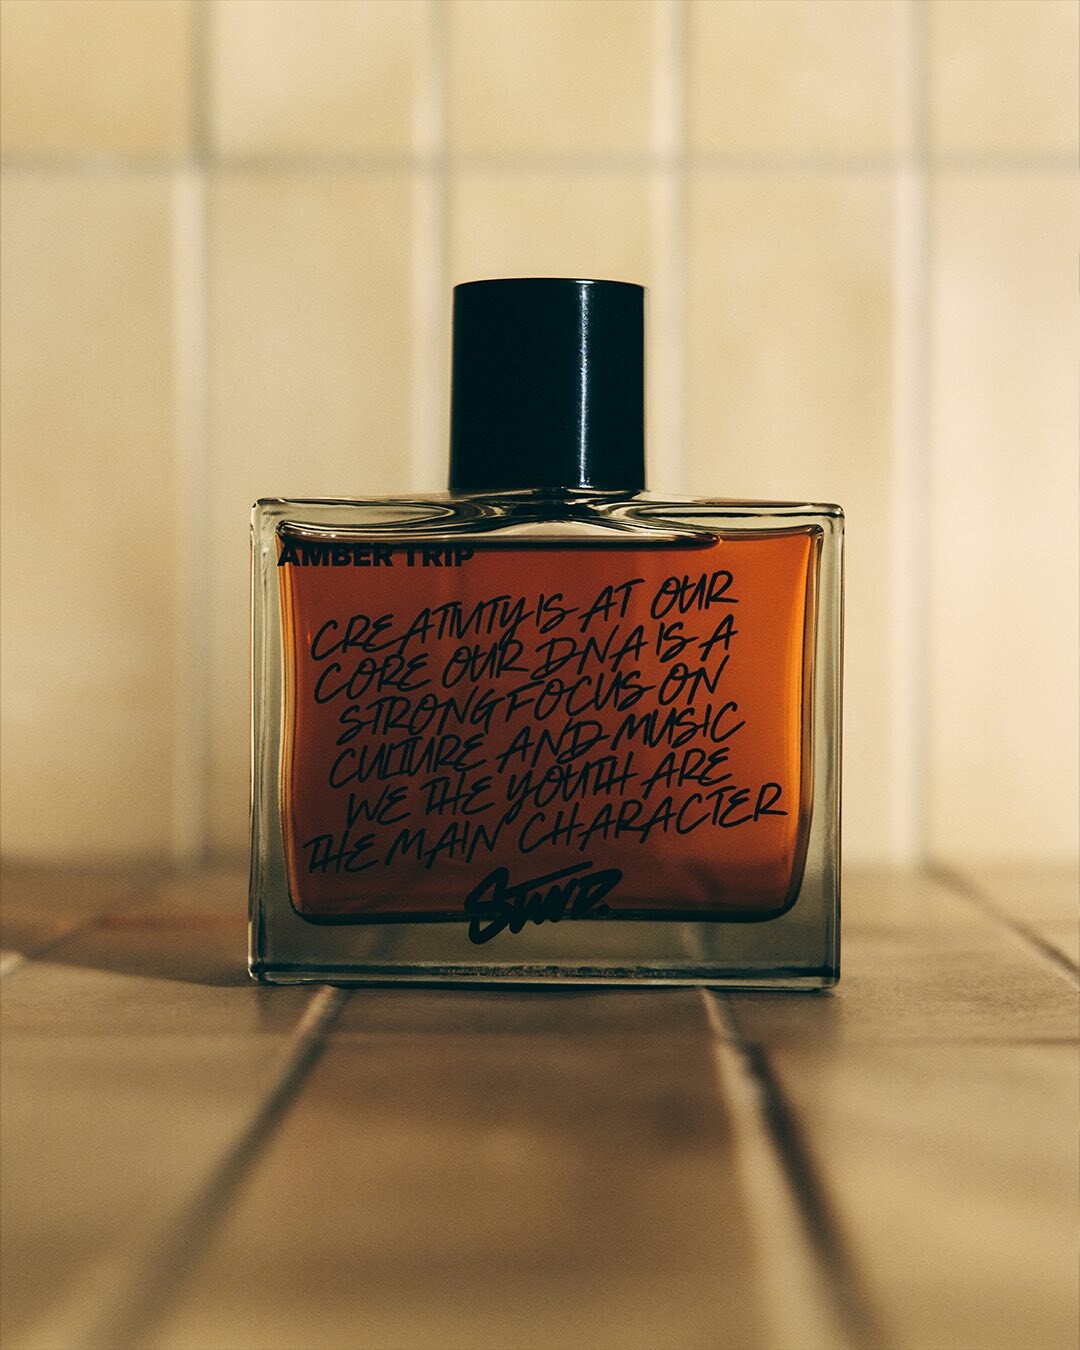 AMBER TRIP
CREATIVITY IS AT OUR
CORE OUR DNA IS A
STRONG FOCUS ON
CULTURE AND MUSIC
WE THE YOUTH ARE
THE MAIN CHARACTER